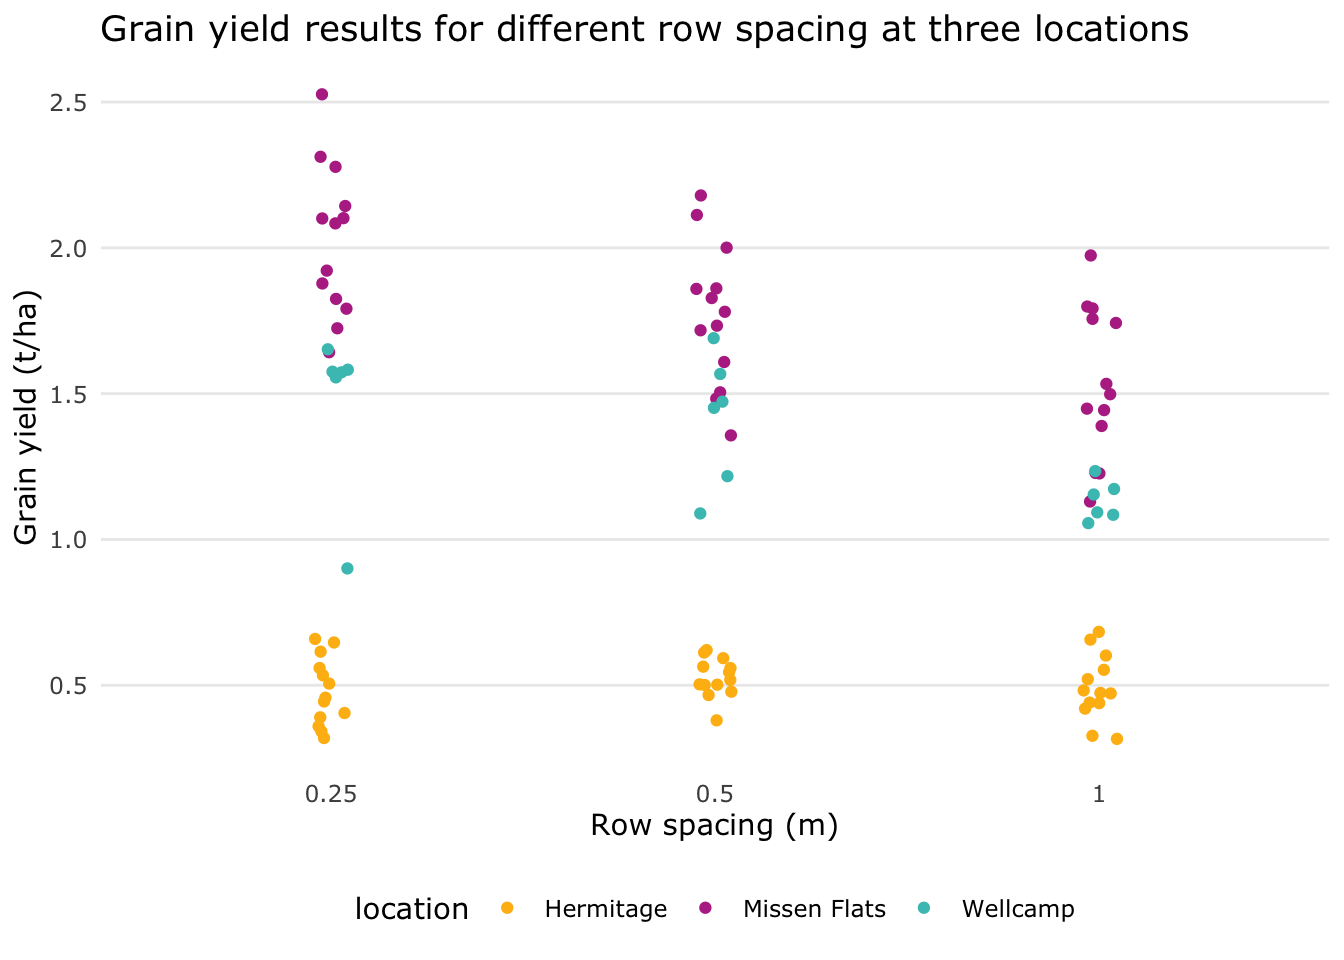 Grain yield results for different row spacing at three locations
2.5
2.0
1.5
1.0
0.5
Grain yield (t/ha)
0.25 0.5 1
Row spacing (m)
location Hermitage Missen Flats Wellcamp